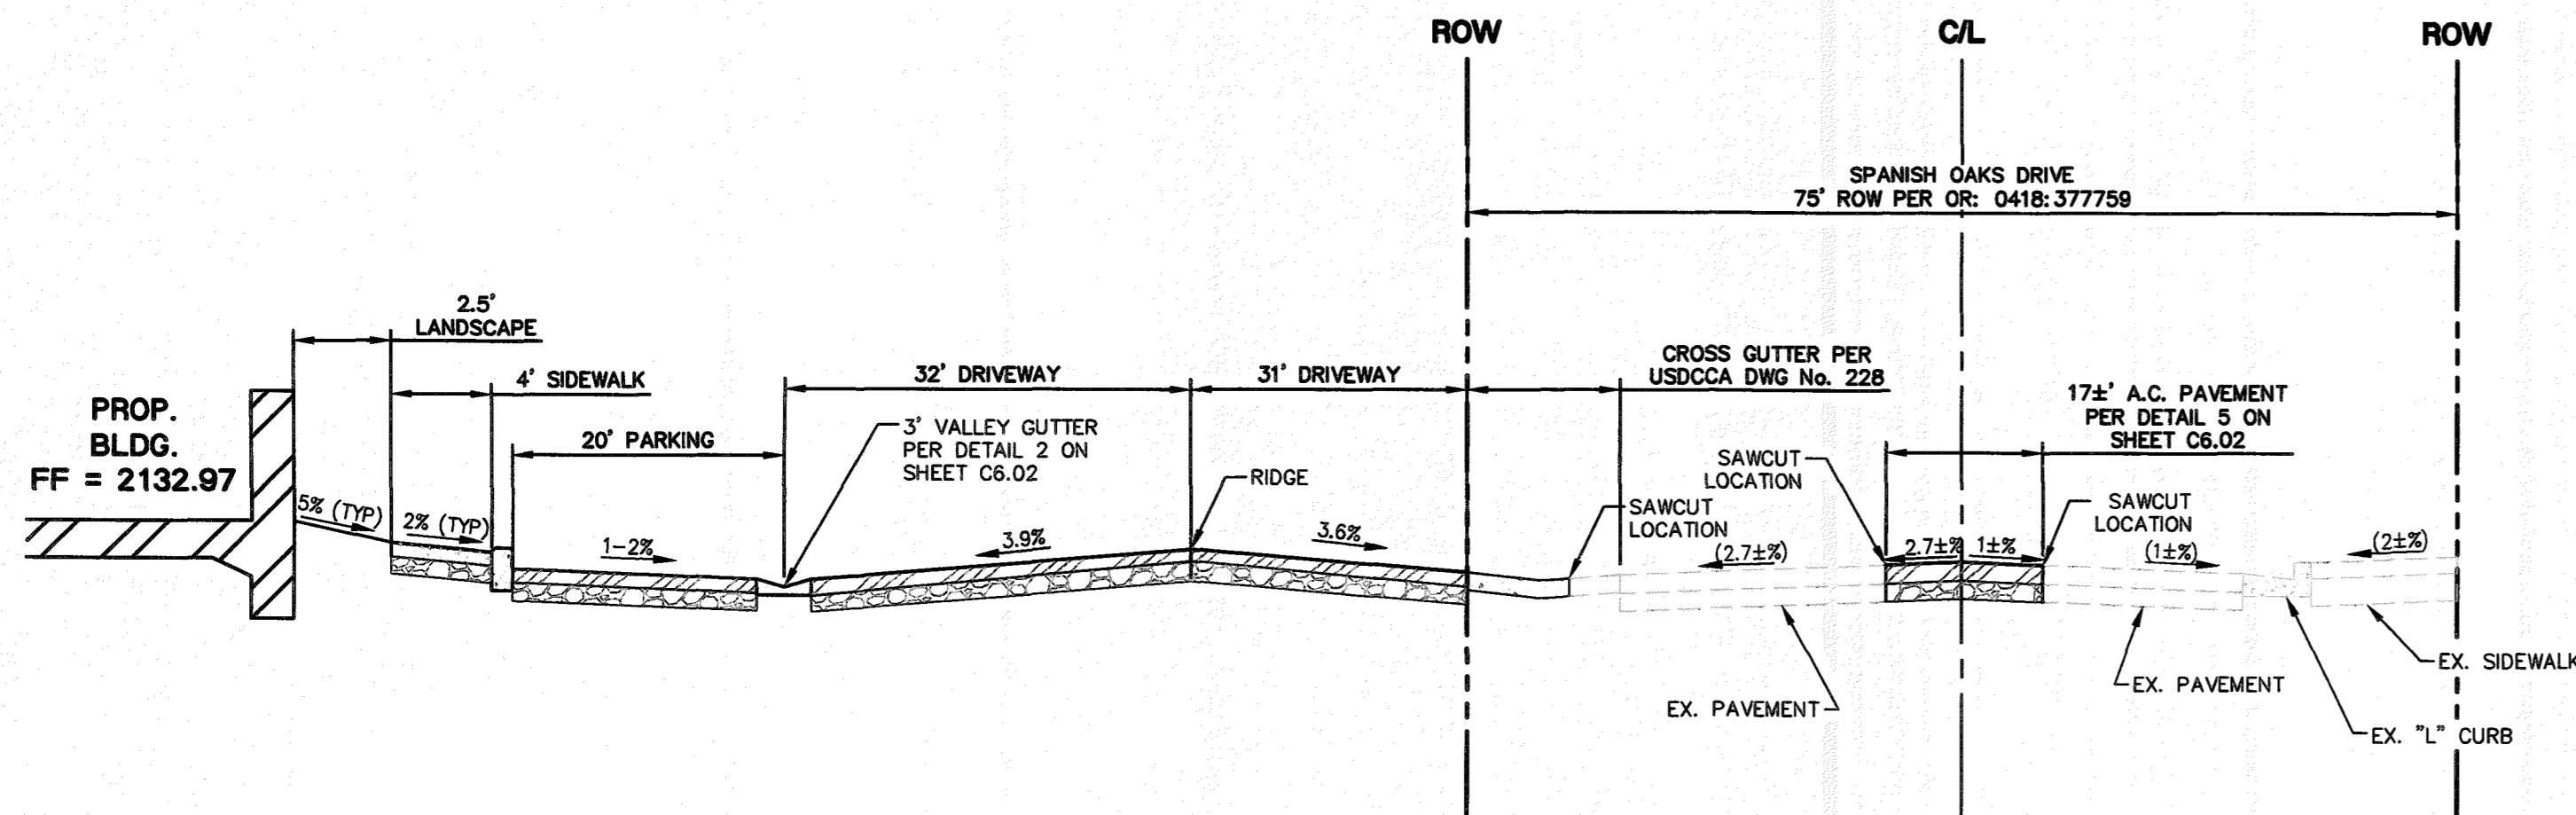 ROW
C/L
ROW
SPANISH OAKS DRIVE
75' ROW PER OR: 0418:377759
2.5'
LANDSCAPE
4' SIDEWALK
32' DRIVEWAY
31' DRIVEWAY
CROSS GUTTER PER
USDCCA DWG No. 228
17±' A.C. PAVEMENT
PER DETAIL 5 ON
SHEET C6.02
PROP.
BLDG.
FF = 2132.97
20' PARKING
3' VALLEY GUTTER
PER DETAIL 2 ON
SHEET C6.02
RIDGE
SAWCUT
LOCATION
SAWCUT
LOCATION
SAWCUT
LOCATION
5% (TYP)
2% (TYP)
1-2%
3.9%
3.6%
(2.7±%)
2.7±%
1±%
(1±%)
(2±%)
EX. PAVEMENT
EX. PAVEMENT
EX. SIDEWALK
EX. "L" CURB